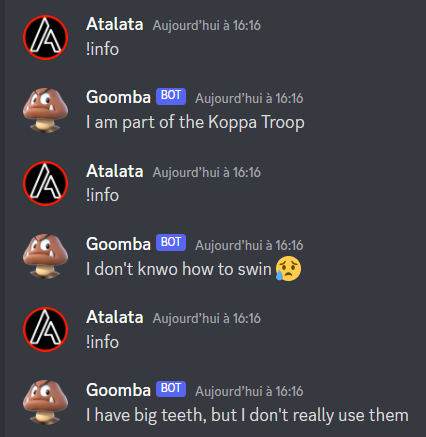 Atalata Aujourd'hui à 16:16
!info
Goomba BOT Aujourd'hui à 16:16
I am part of the Koppa Troop
Atalata Aujourd'hui à 16:16
!info
Goomba BOT Aujourd'hui à 16:16
I don't knwo how to swin 😥
Atalata Aujourd'hui à 16:16
!info
Goomba BOT Aujourd'hui à 16:16
I have big teeth, but I don't really use them